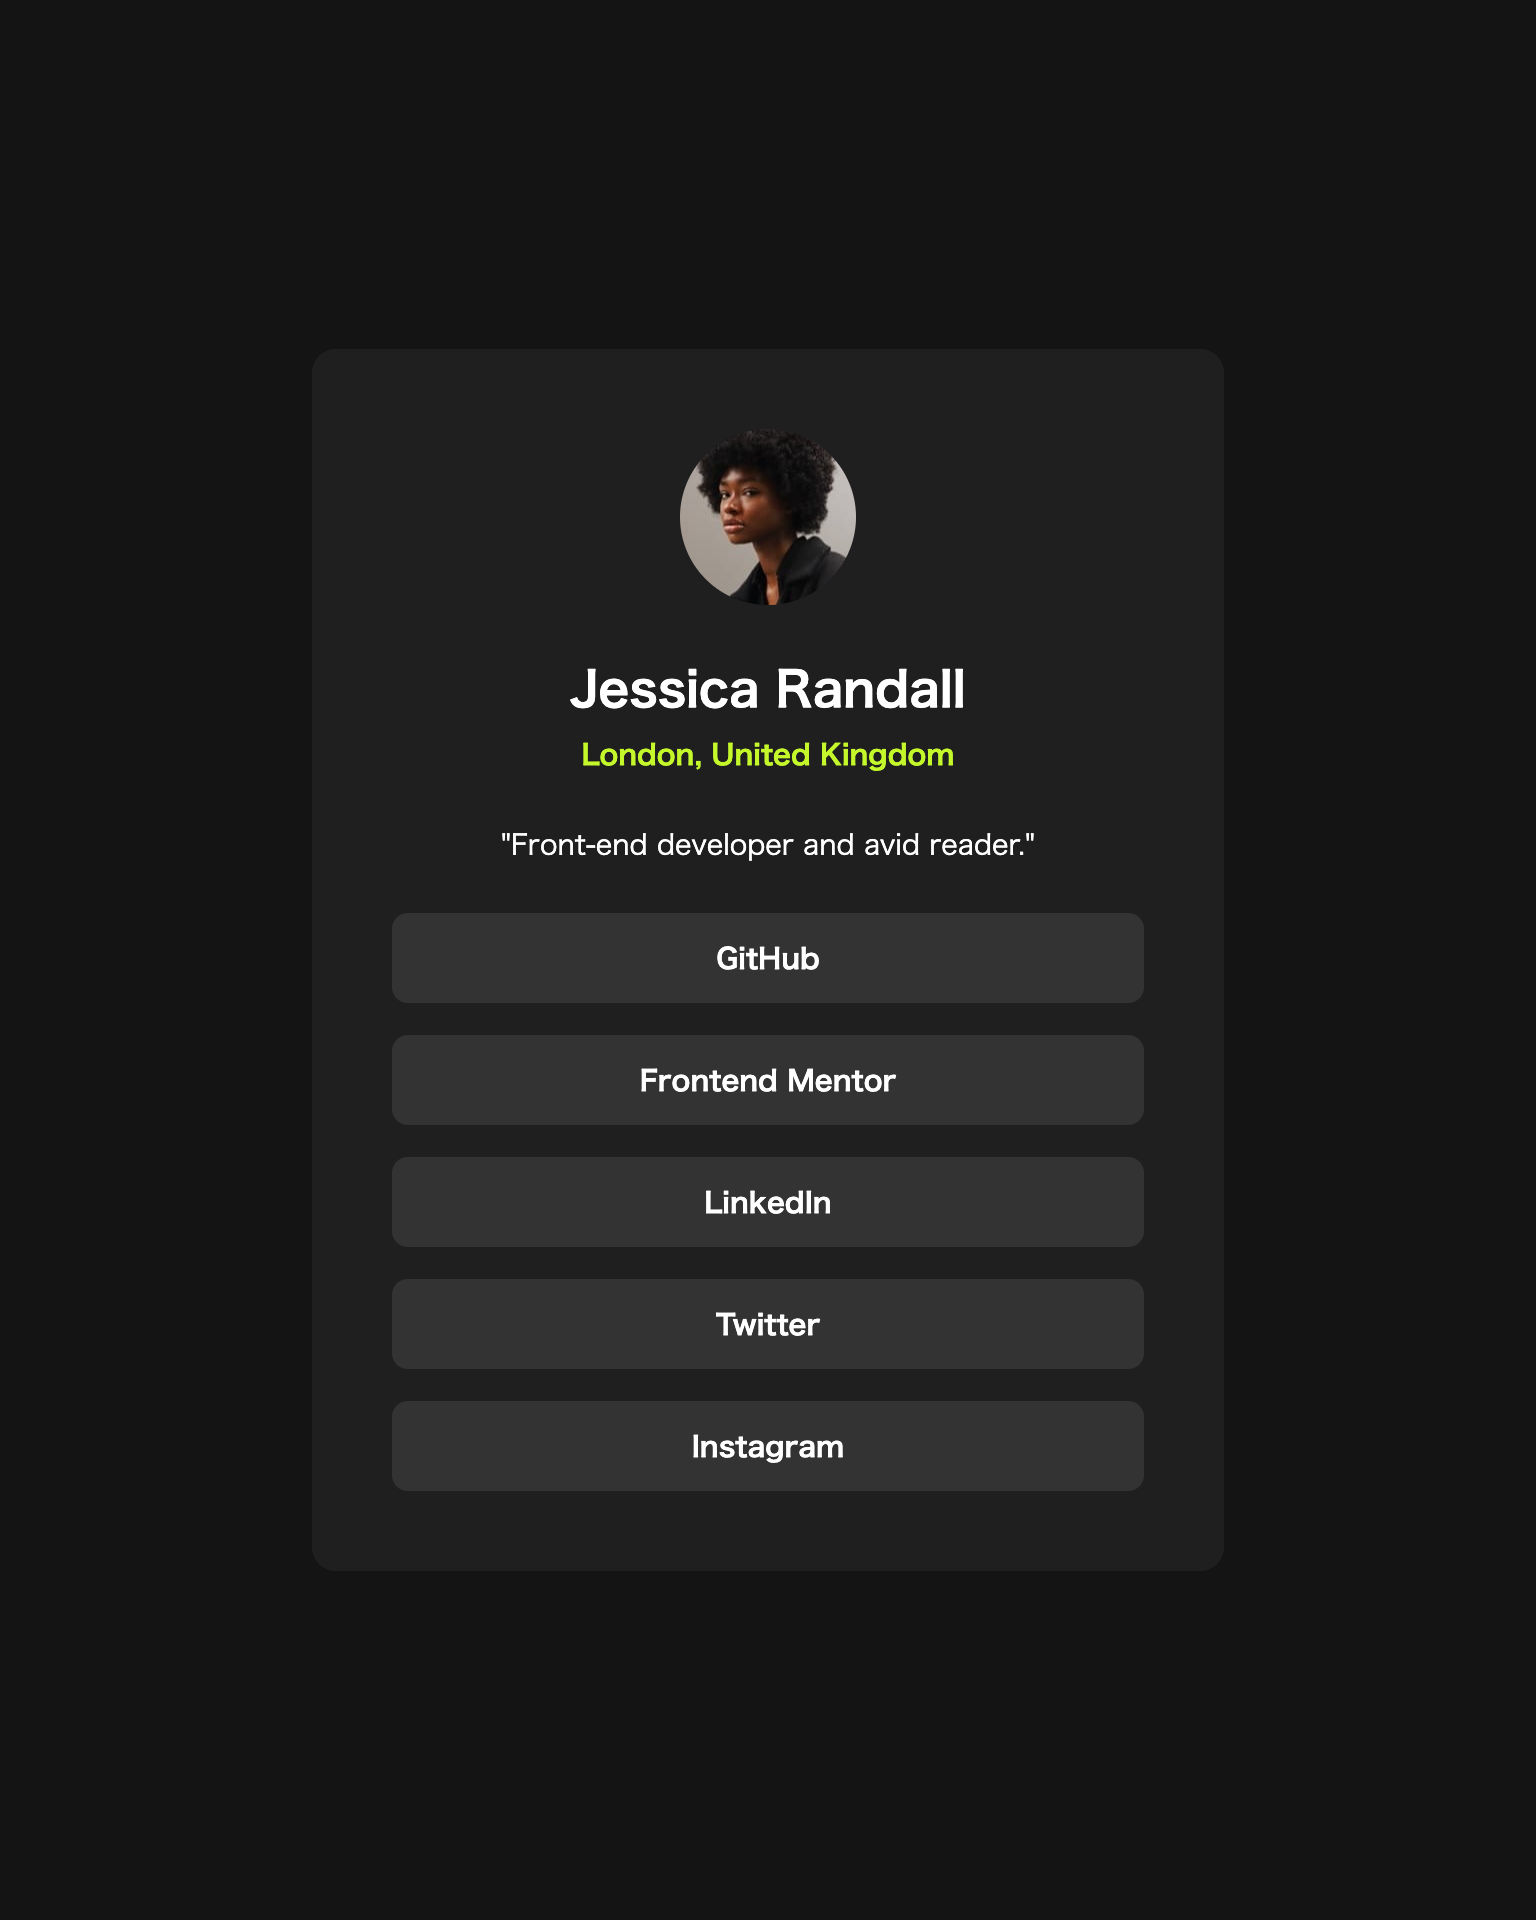 Jessica Randall
London, United Kingdom
"Front-end developer and avid reader."
GitHub
Frontend Mentor
LinkedIn
Twitter
Instagram